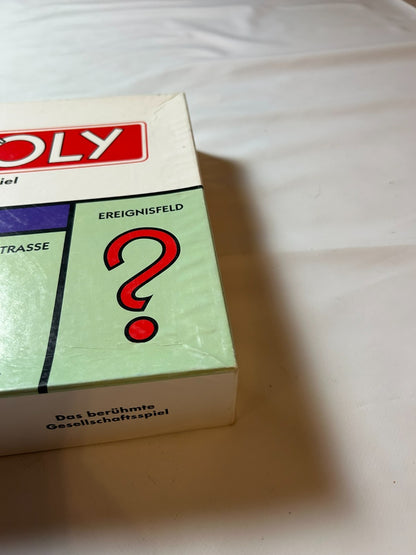 OLY
iel
EREIGNISFELD
TRASSE
?
Das berühmte
Gesellschaftsspiel